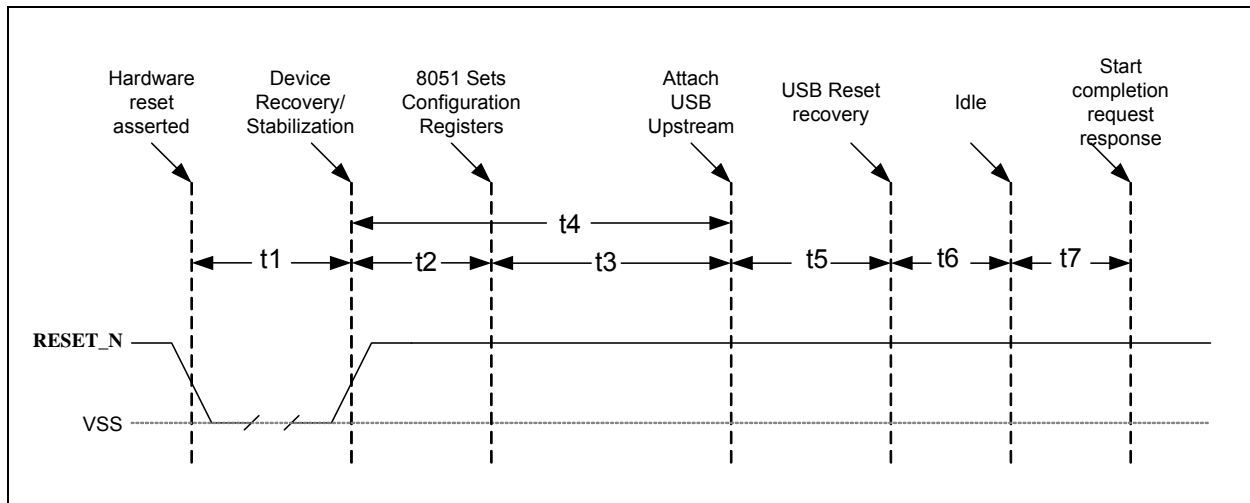 Hardware
reset
asserted
Device
Recovery/
Stabilization
8051 Sets
Configuration
Registers
Attach
USB
Upstream
USB Reset
recovery
Idle
Start
completion
request
response
t4
t1
t2
t3
t5
t6
t7
RESET_N
VSS